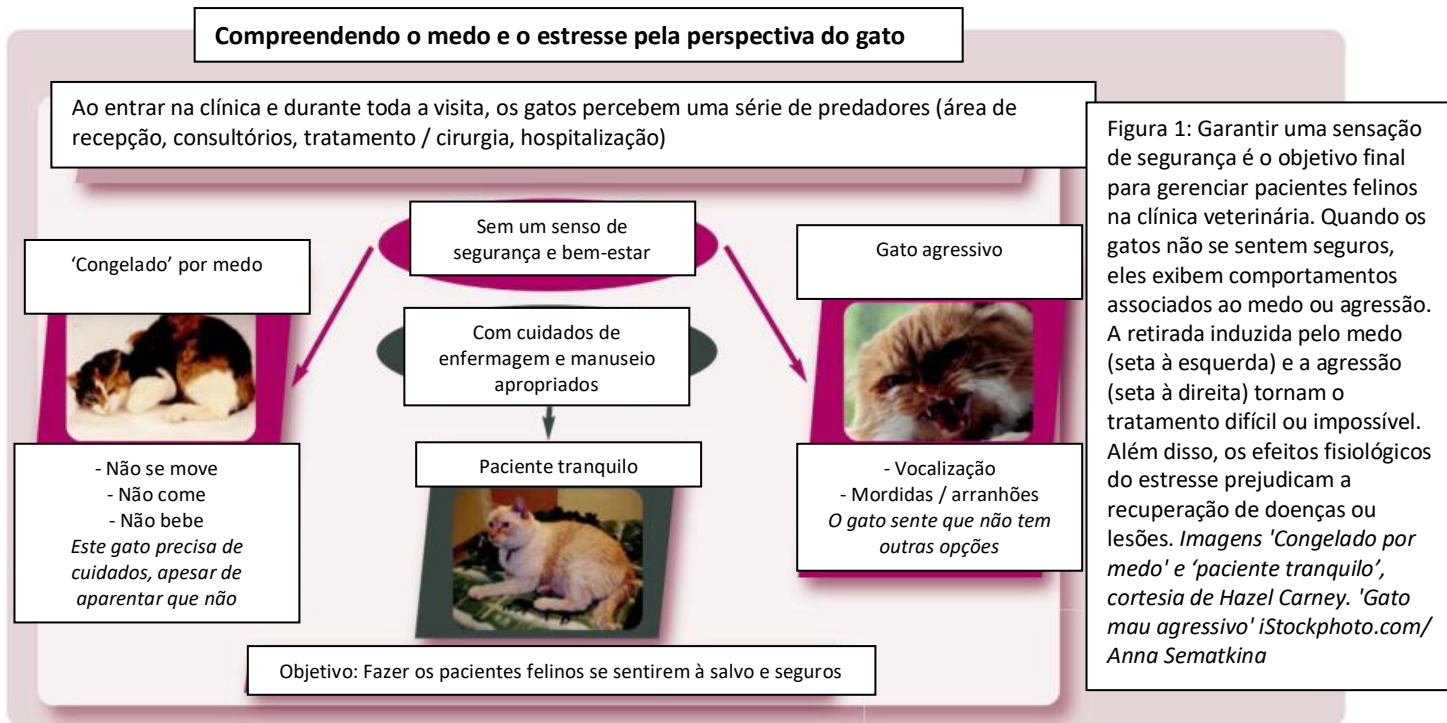 Compreendendo o medo e o estresse pela perspectiva do gato
Ao entrar na clínica e durante toda a visita, os gatos percebem uma série de predadores (área de
recepção, consultórios, tratamento / cirurgia, hospitalização)
Sem um senso de
segurança e bem-estar
'Congelado' por medo
Gato agressivo
Com cuidados de
enfermagem e manuseio
apropriados
- Não se move
- Não come
- Não bebe
Este gato precisa de
cuidados, apesar de
aparentar que não
Paciente tranquilo
- Vocalização
- Mordidas / arranhões
O gato sente que não tem
outras opções
Objetivo: Fazer os pacientes felinos se sentirem à salvo e seguros
Figura 1: Garantir uma sensação
de segurança é o objetivo final
para gerenciar pacientes felinos
na clínica veterinária. Quando os
gatos não se sentem seguros,
eles exibem comportamentos
associados ao medo ou agressão.
A retirada induzida pelo medo
(seta à esquerda) e a agressão
(seta à direita) tornam o
tratamento difícil ou impossível.
Além disso, os efeitos fisiológicos
do estresse prejudicam a
recuperação de doenças ou
lesões. Imagens 'Congelado por
medo' e 'paciente tranquilo',
cortesia de Hazel Carney. 'Gato
mau agressivo' iStockphoto.com/
Anna Sematkina